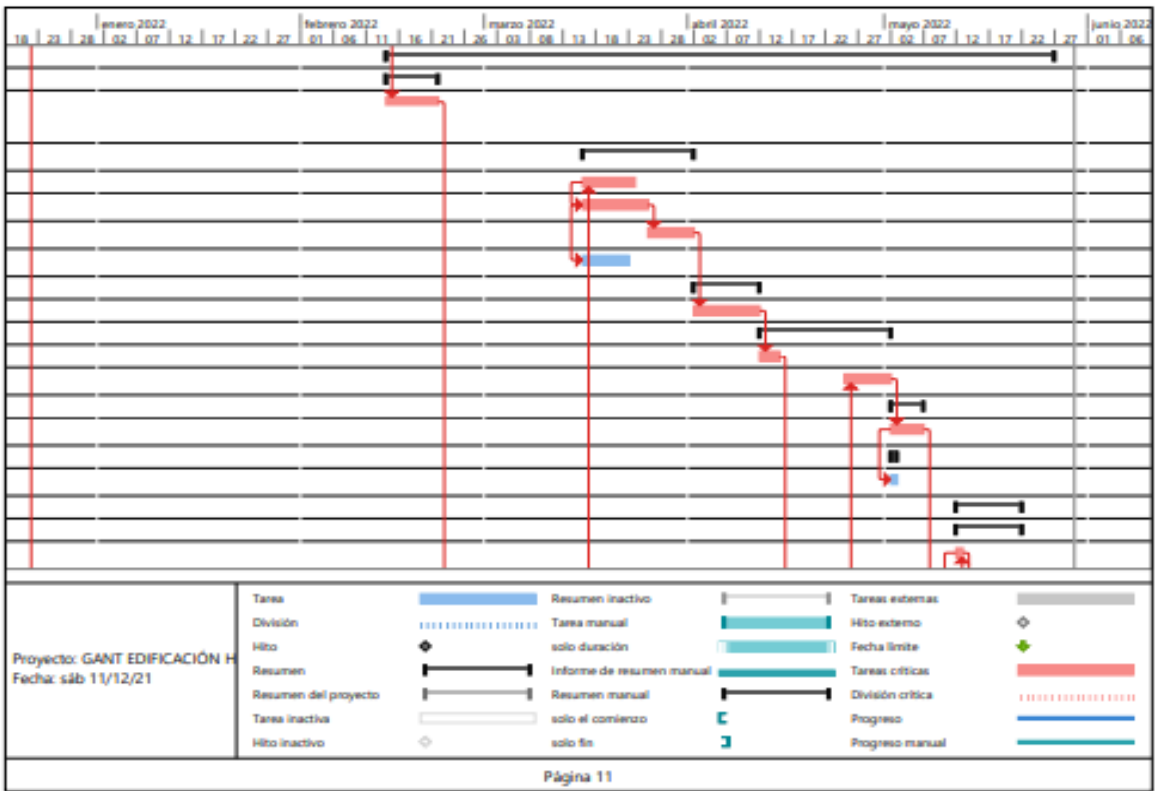 enero 2022 febrero 2022 marzo 2022 abril 2022 mayo 2022 junio 2022
18 23 28 02 07 12 17 22 27 01 06 11 16 21 26 03 08 13 18 23 28 02 07 12 17 22 27 02 07 12 17 22 27 01 06
Tarea Resumen inactivo Tareas externas
División Tarea manual Hito externo
Hito solo duración Fecha límite
Proyecto: GANT EDIFICACIÓN H
Fecha: sáb 11/12/21
Resumen Informe de resumen manual Tareas críticas
Resumen del proyecto Resumen manual División crítica
Tarea inactiva solo el comienzo Progreso
Hito inactivo solo fin Progreso manual
Página 11